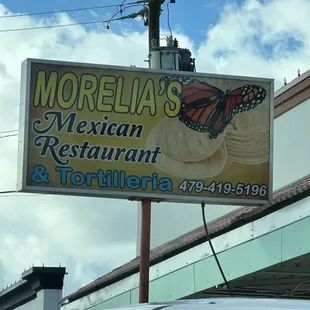 MORELIA'S
Mexican
Restaurant
& Tortilleria 479-419-5196